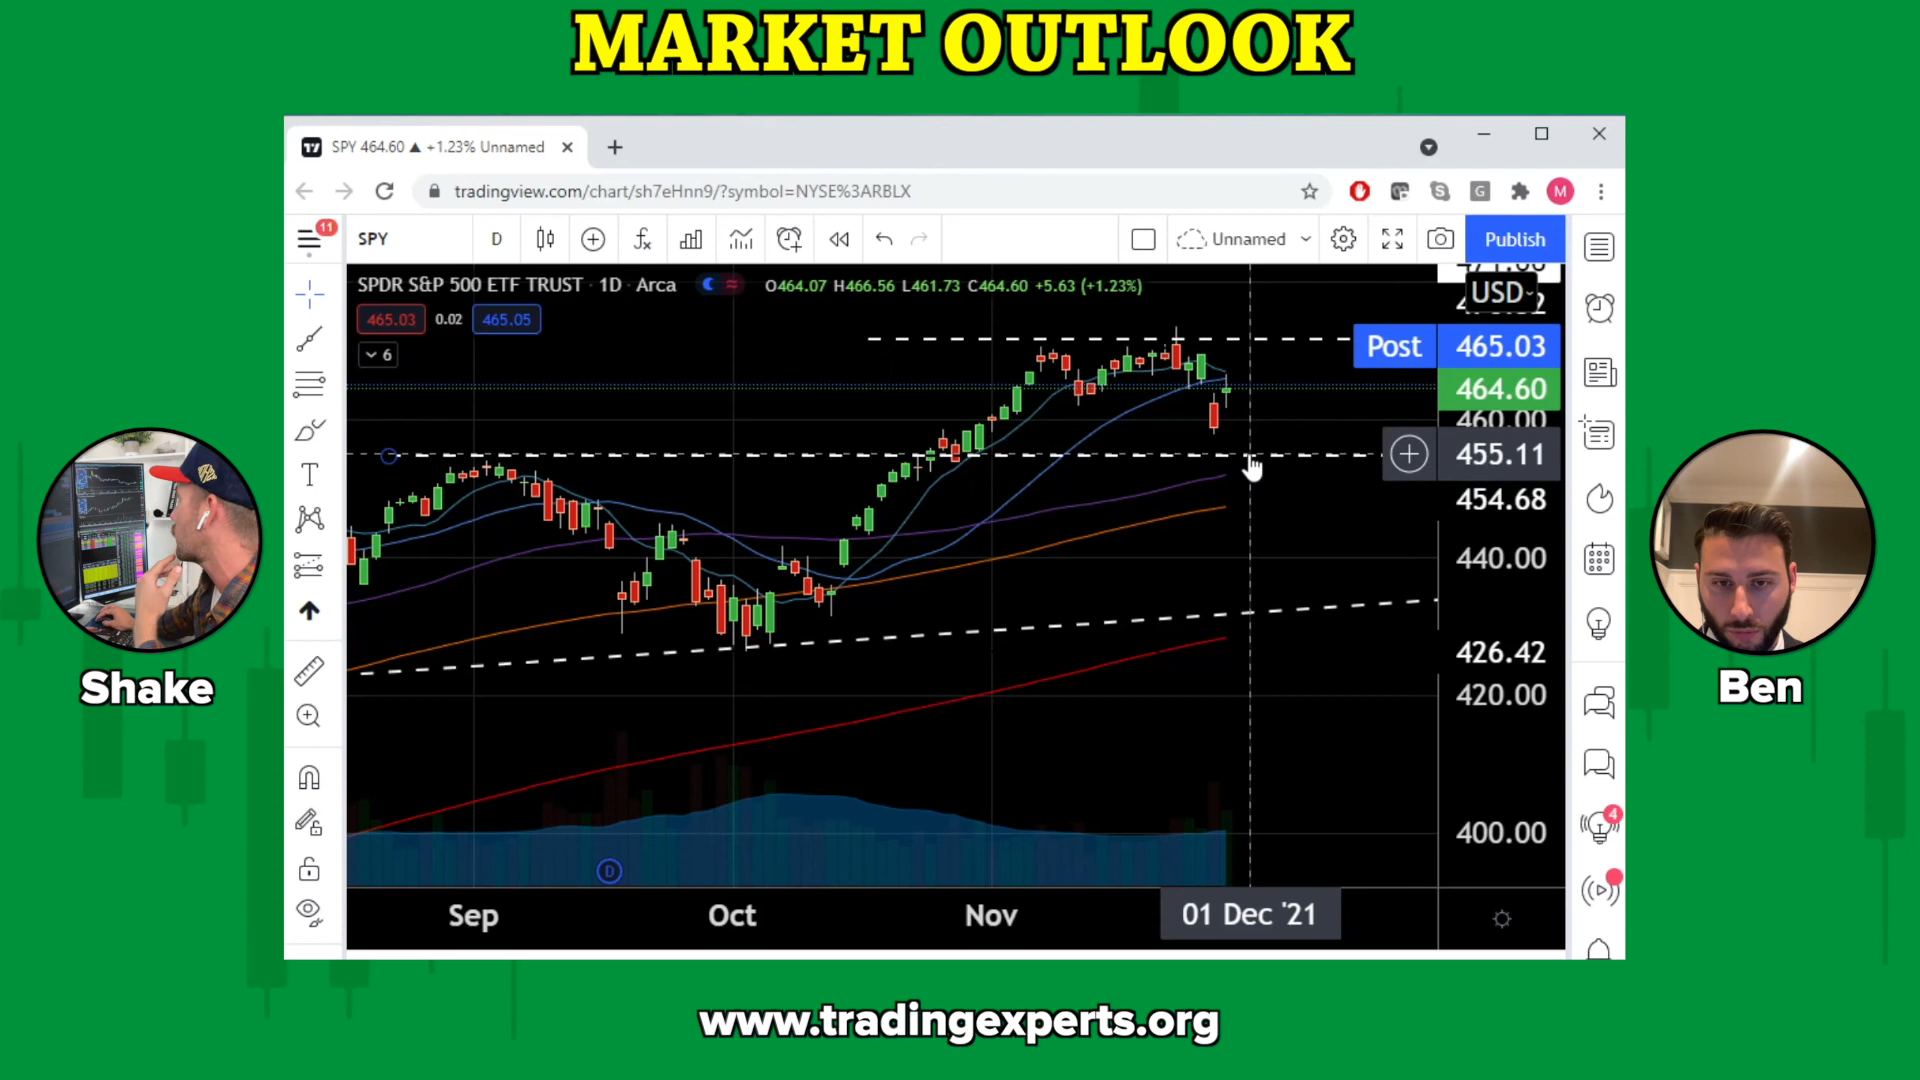 MARKET OUTLOOK
SPY 464.60 ▲ +1.23% Unnamed
tradingview.com/chart/sh7eHnn9/?symbol=NYSE%3ARBLX
G
M
11
SPY
D
Unnamed
Publish
SPDR S&P 500 ETF TRUST · 1D · Arca
O464.07 H466.56 L461.73 C464.60 +5.63 (+1.23%)
465.03 0.02 465.05
6
USD
Post 465.03
464.60
460.00
455.11
454.68
440.00
426.42
420.00
400.00
4
D
Sep Oct Nov 01 Dec '21
Shake
Ben
www.tradingexperts.org